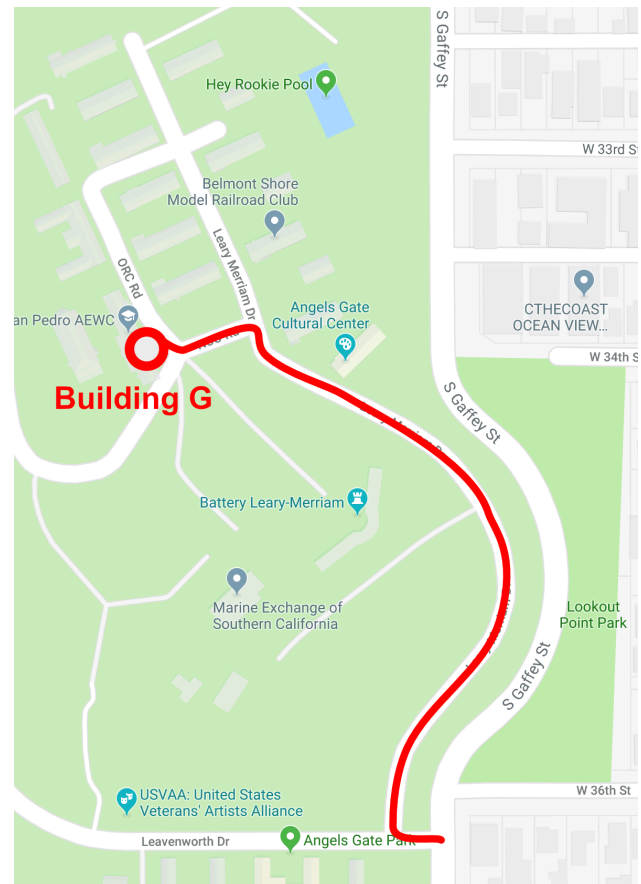 S Gaffey St
Hey Rookie Pool
W 33rd S
Belmont Shore
Model Railroad Club
Leary Merriam Dr
ORC Rd
an Pedro AEWC
Angels Gate
Cultural Center
CTHECOAST
OCEAN VIEW...
W 34th S
Building G
S Gaffey St
Battery Leary-Merriam
Marine Exchange of
Southern California
Lookout
Point Park
S Gaffey St
W 36th St
USVAA: United States
Veterans' Artists Alliance
Leavenworth Dr
Angels Gate Park